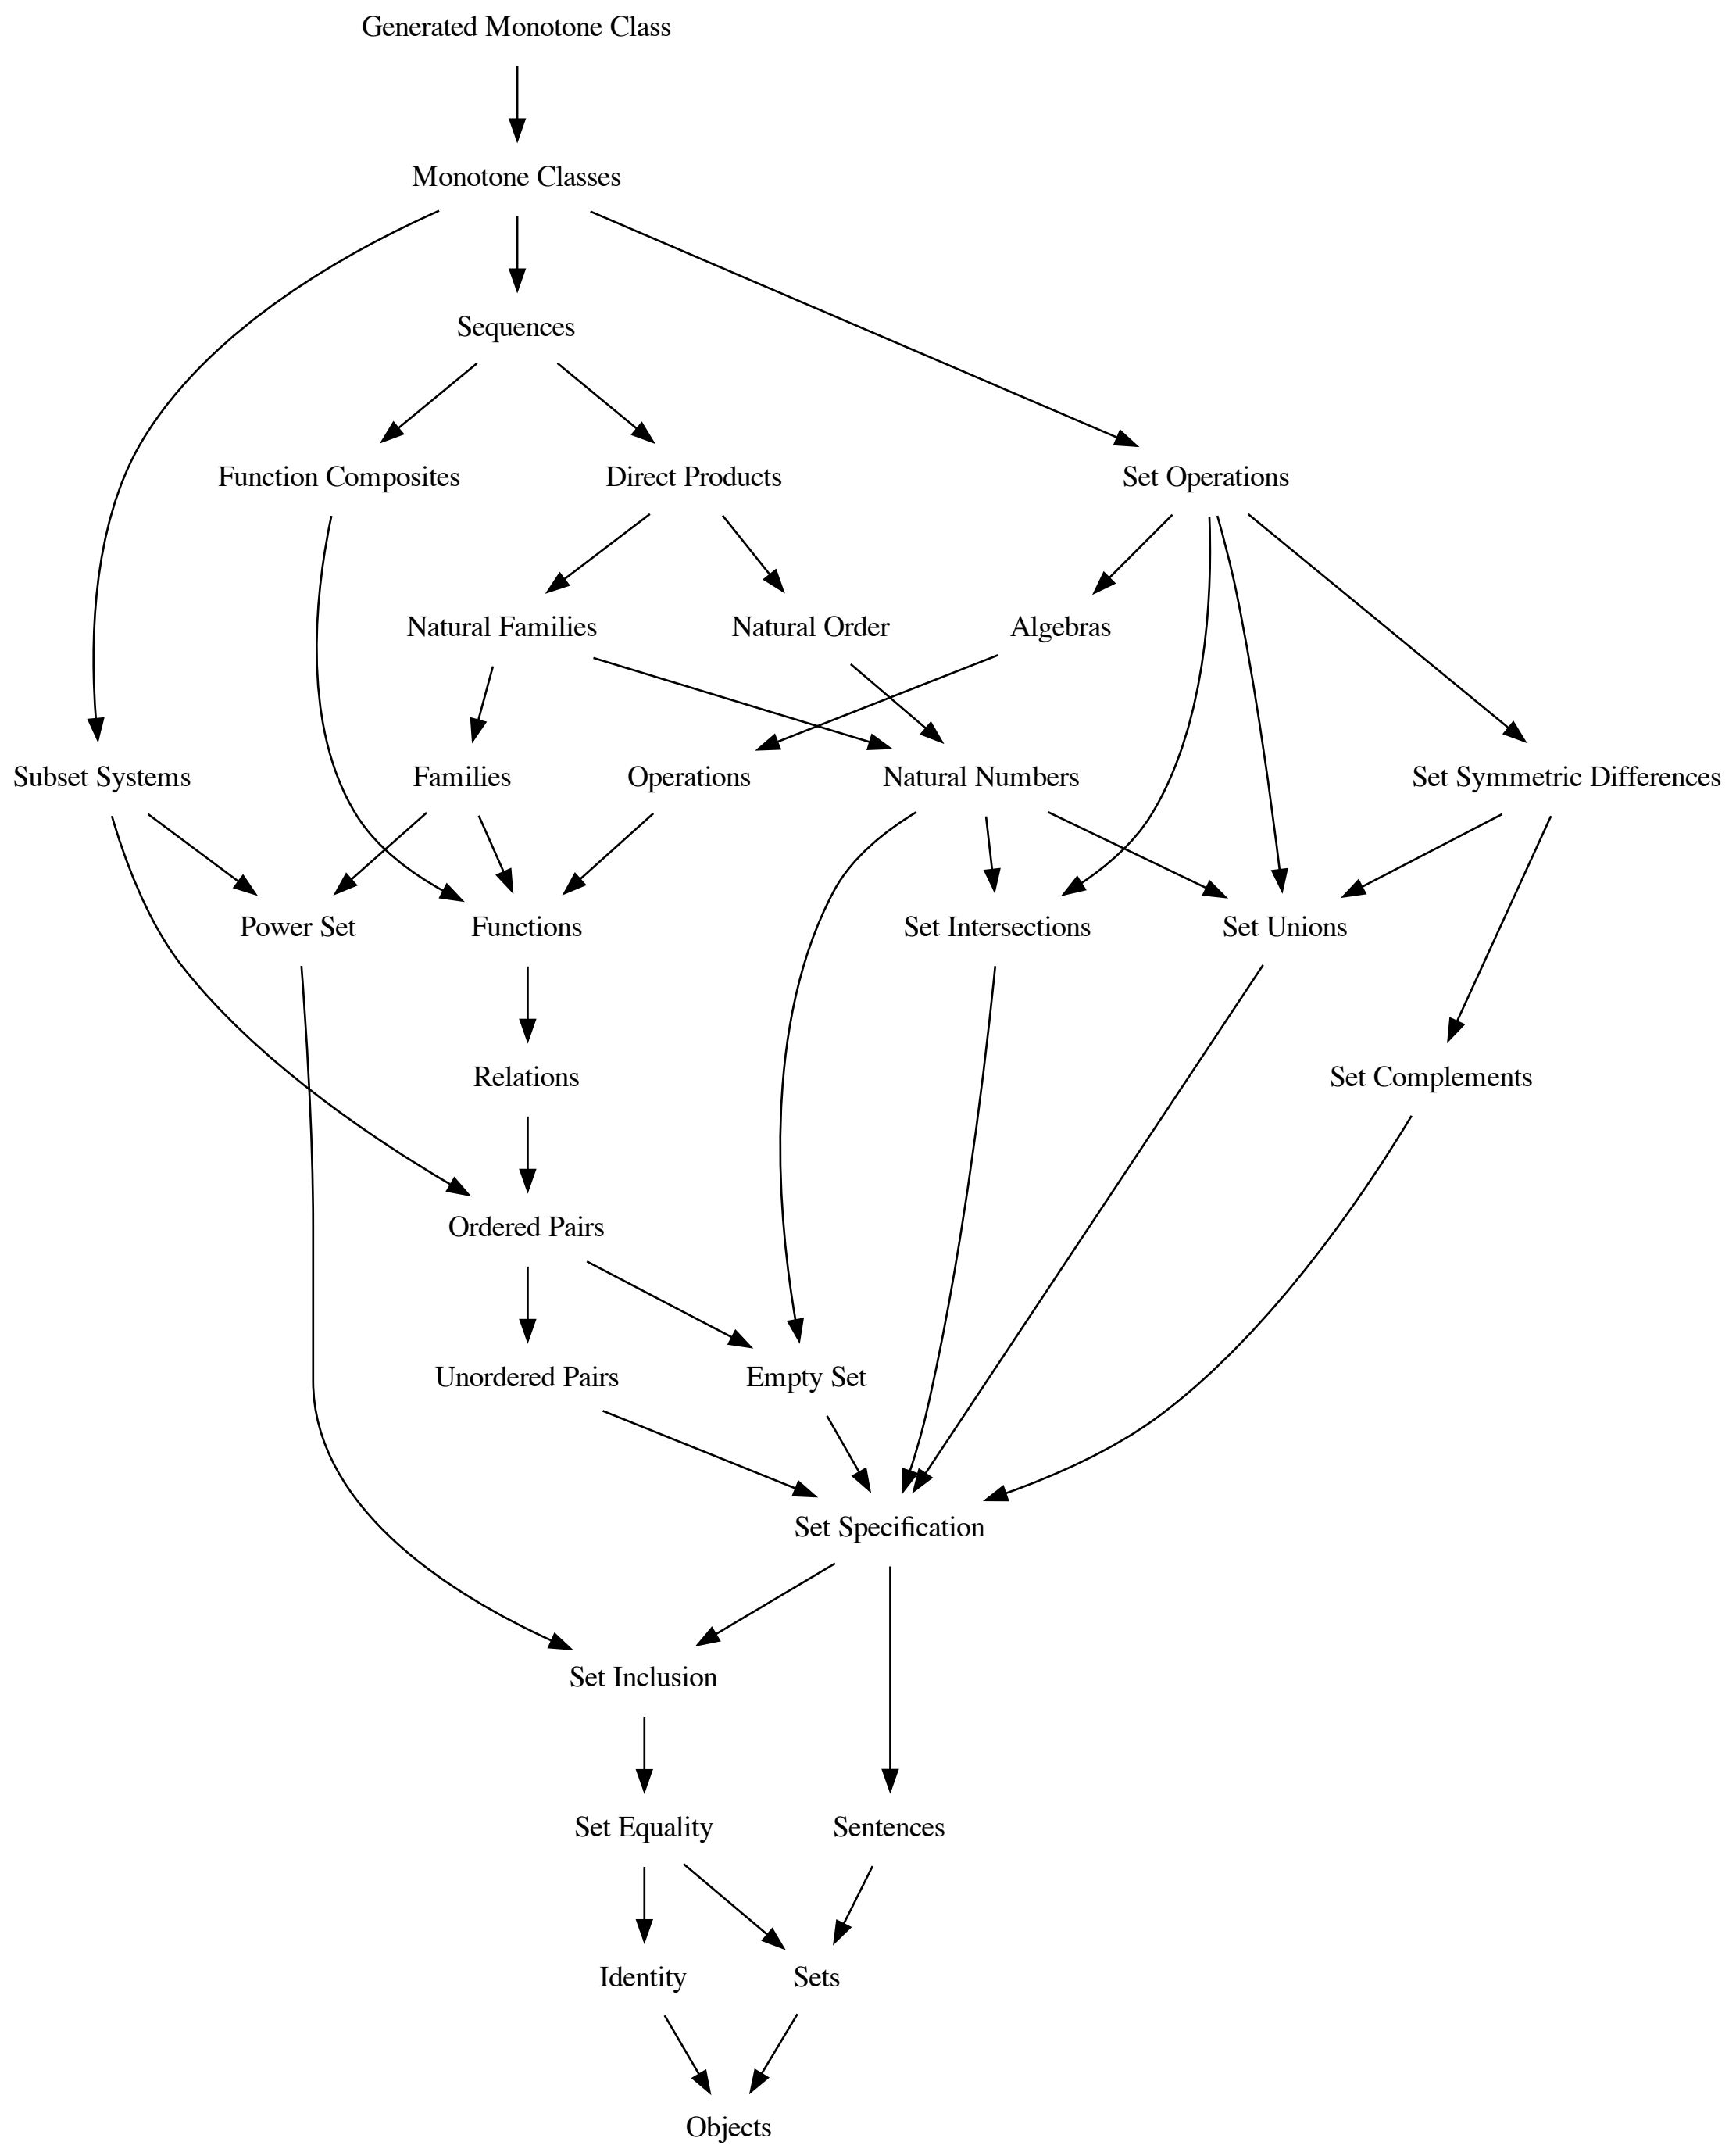 Generated Monotone Class
Monotone Classes
Sequences
Function Composites
Direct Products
Set Operations
Natural Families
Natural Order
Algebras
Subset Systems
Families
Operations
Natural Numbers
Set Symmetric Differences
Power Set
Functions
Set Intersections
Set Unions
Relations
Set Complements
Ordered Pairs
Unordered Pairs
Empty Set
Set Specification
Set Inclusion
Set Equality
Sentences
Identity
Sets
Objects